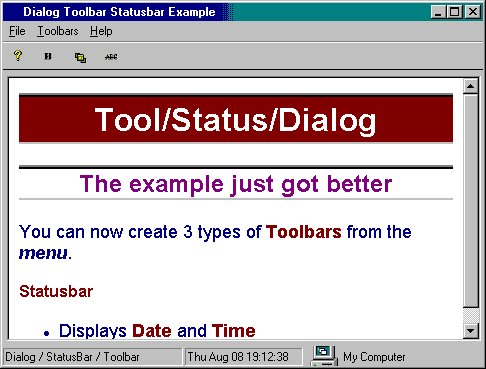 Dialog Toolbar Statusbar Example
File Toolbars Help
? B ABC
Tool/Status/Dialog
The example just got better
You can now create 3 types of Toolbars from the
menu.
Statusbar
• Displays Date and Time
Dialog / StatusBar / Toolbar Thu Aug 08 19:12:38 My Computer